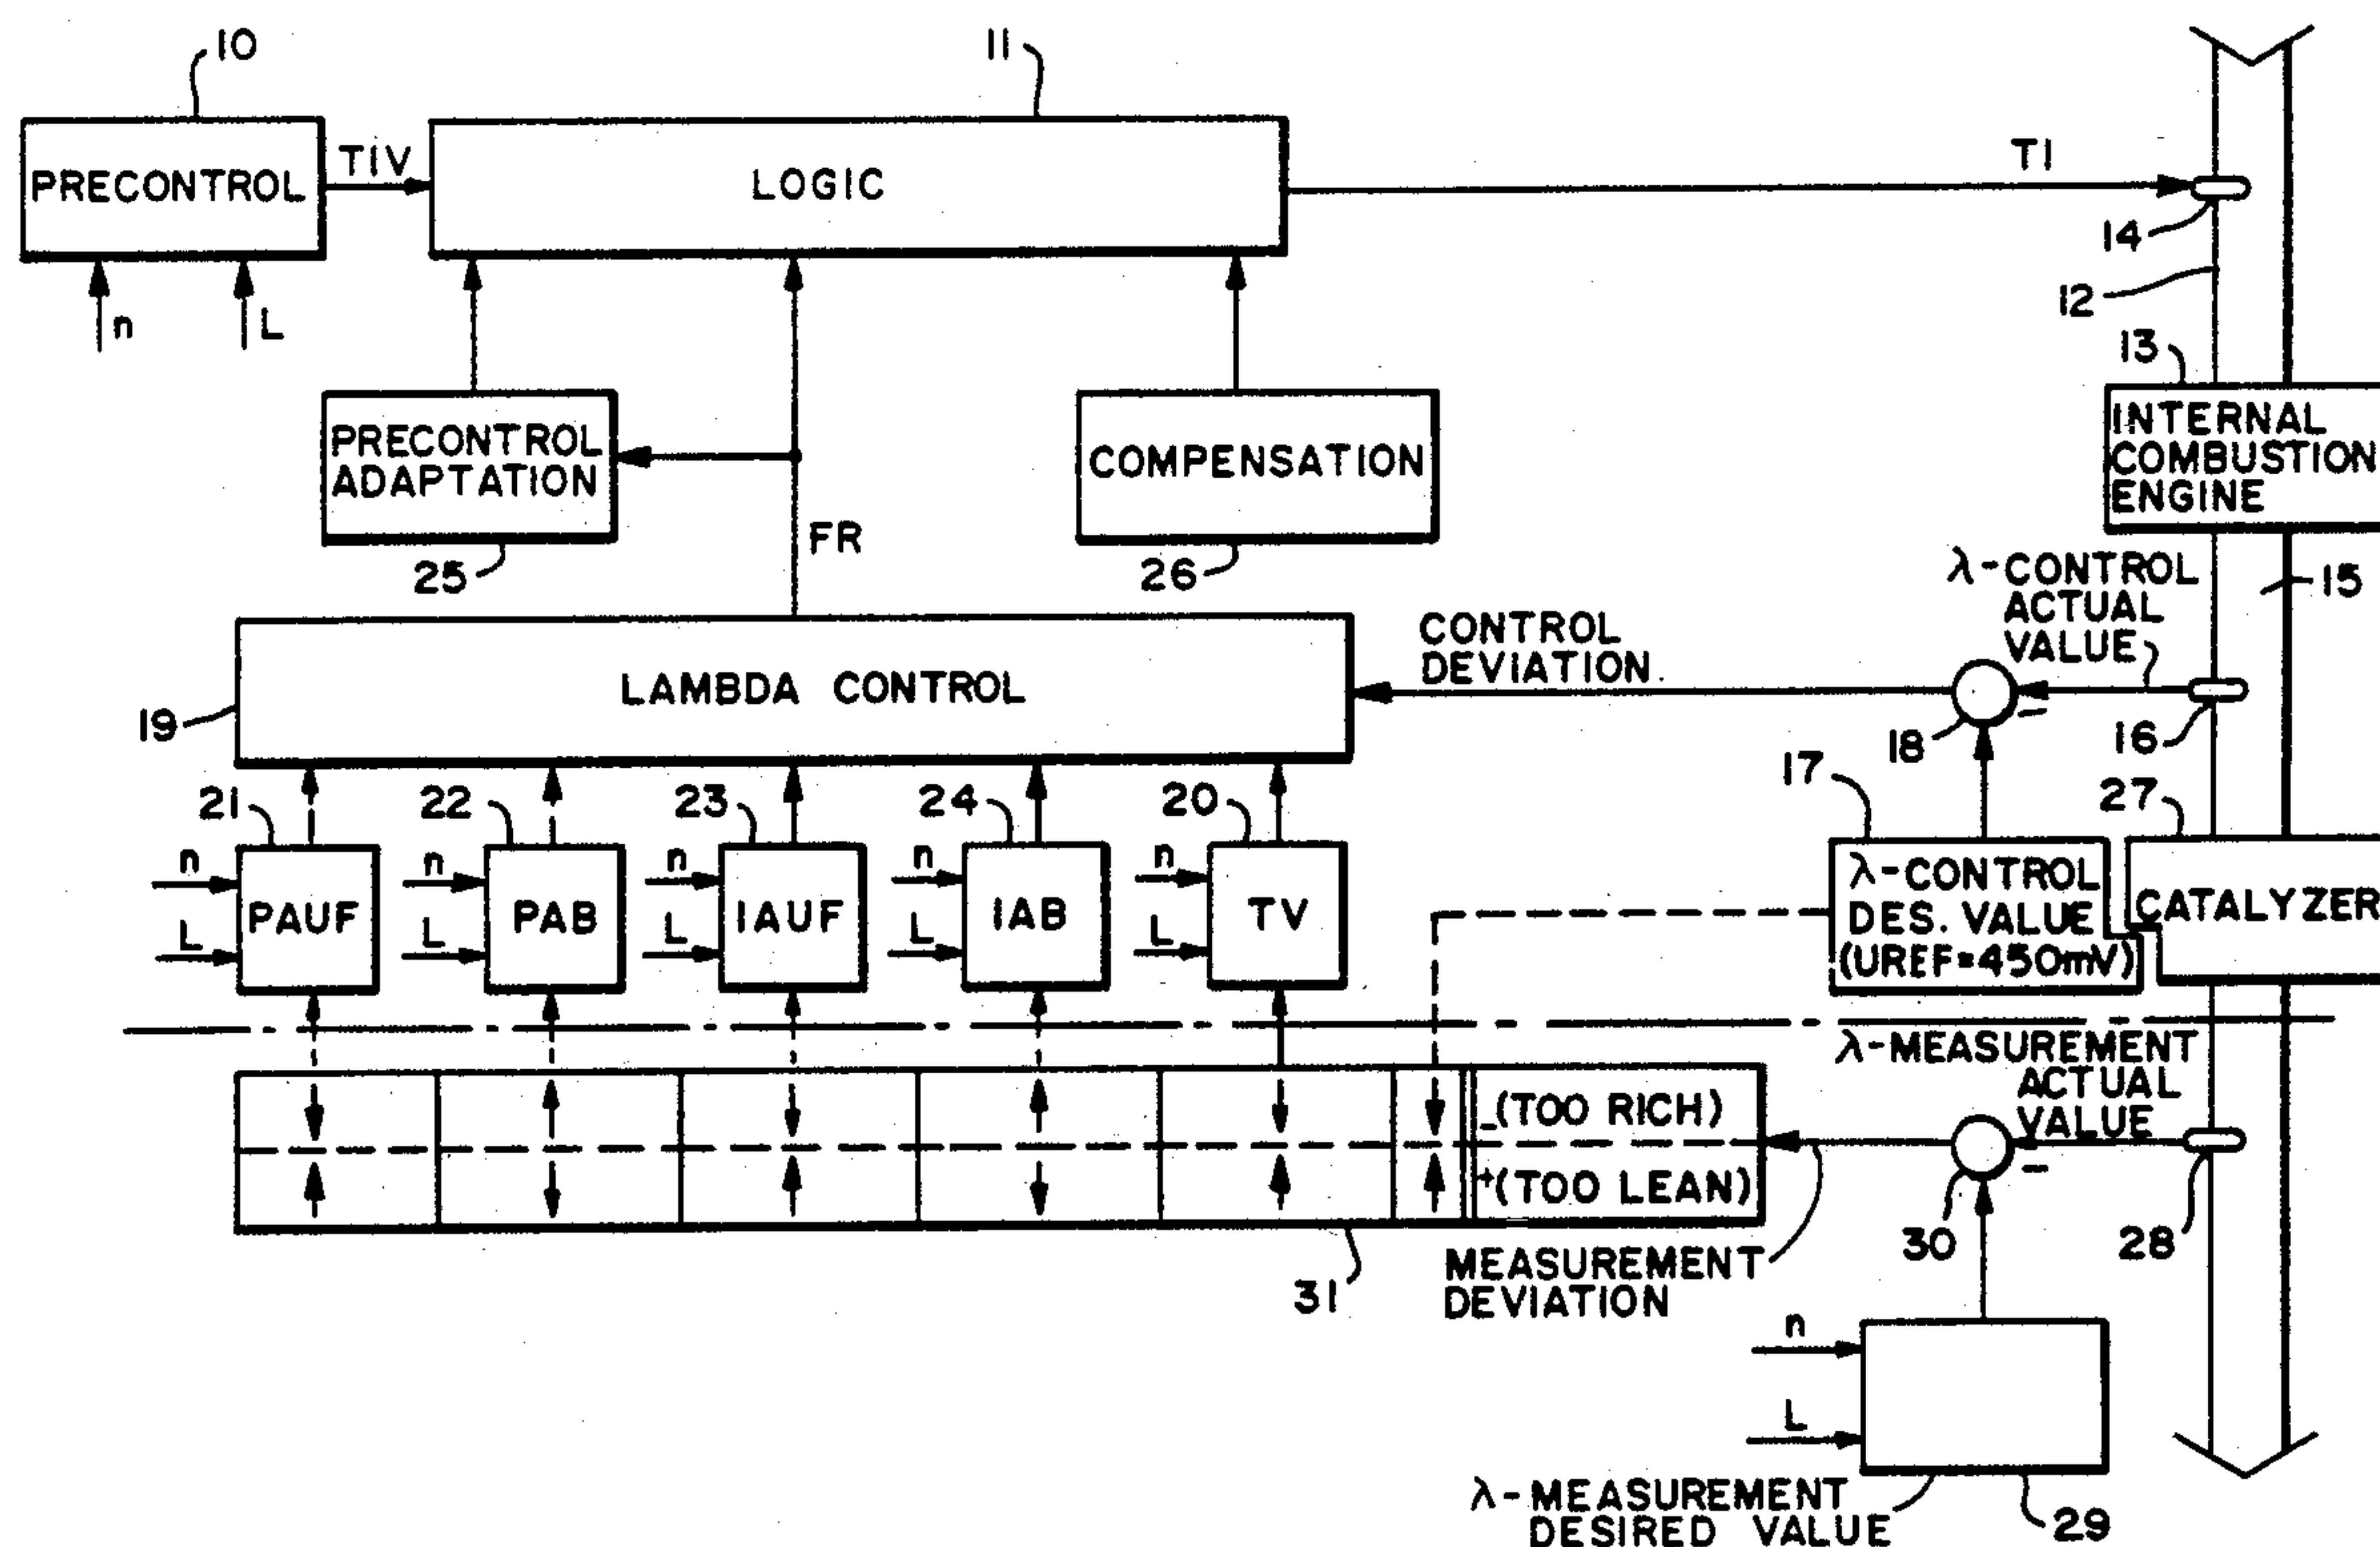 10
11
PRECONTROL
TIV
LOGIC
TI
14
n
L
12
13
PRECONTROL
ADAPTATION
COMPENSATION
INTERNAL
COMBUSTION
ENGINE
25
FR
26
λ-CONTROL
ACTUAL
VALUE
15
CONTROL
DEVIATION
LAMBDA CONTROL
19
18
16
17
27
21
22
23
24
20
n
L
PAUF
n
L
PAB
n
L
IAUF
n
L
IAB
n
L
TV
λ-CONTROL
DES. VALUE
(UREF=450mV)
CATALYZER
λ-MEASUREMENT
ACTUAL
VALUE
-(TOO RICH)
+(TOO LEAN)
30
28
31
MEASUREMENT
DEVIATION
n
L
λ-MEASUREMENT
DESIRED VALUE
29